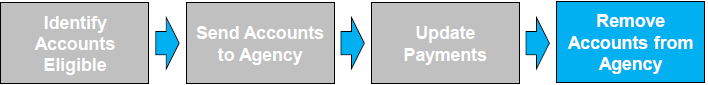 Identify
Accounts
Eligible
Send Accounts
to Agency
Update
Payments
Remove
Accounts from
Agency